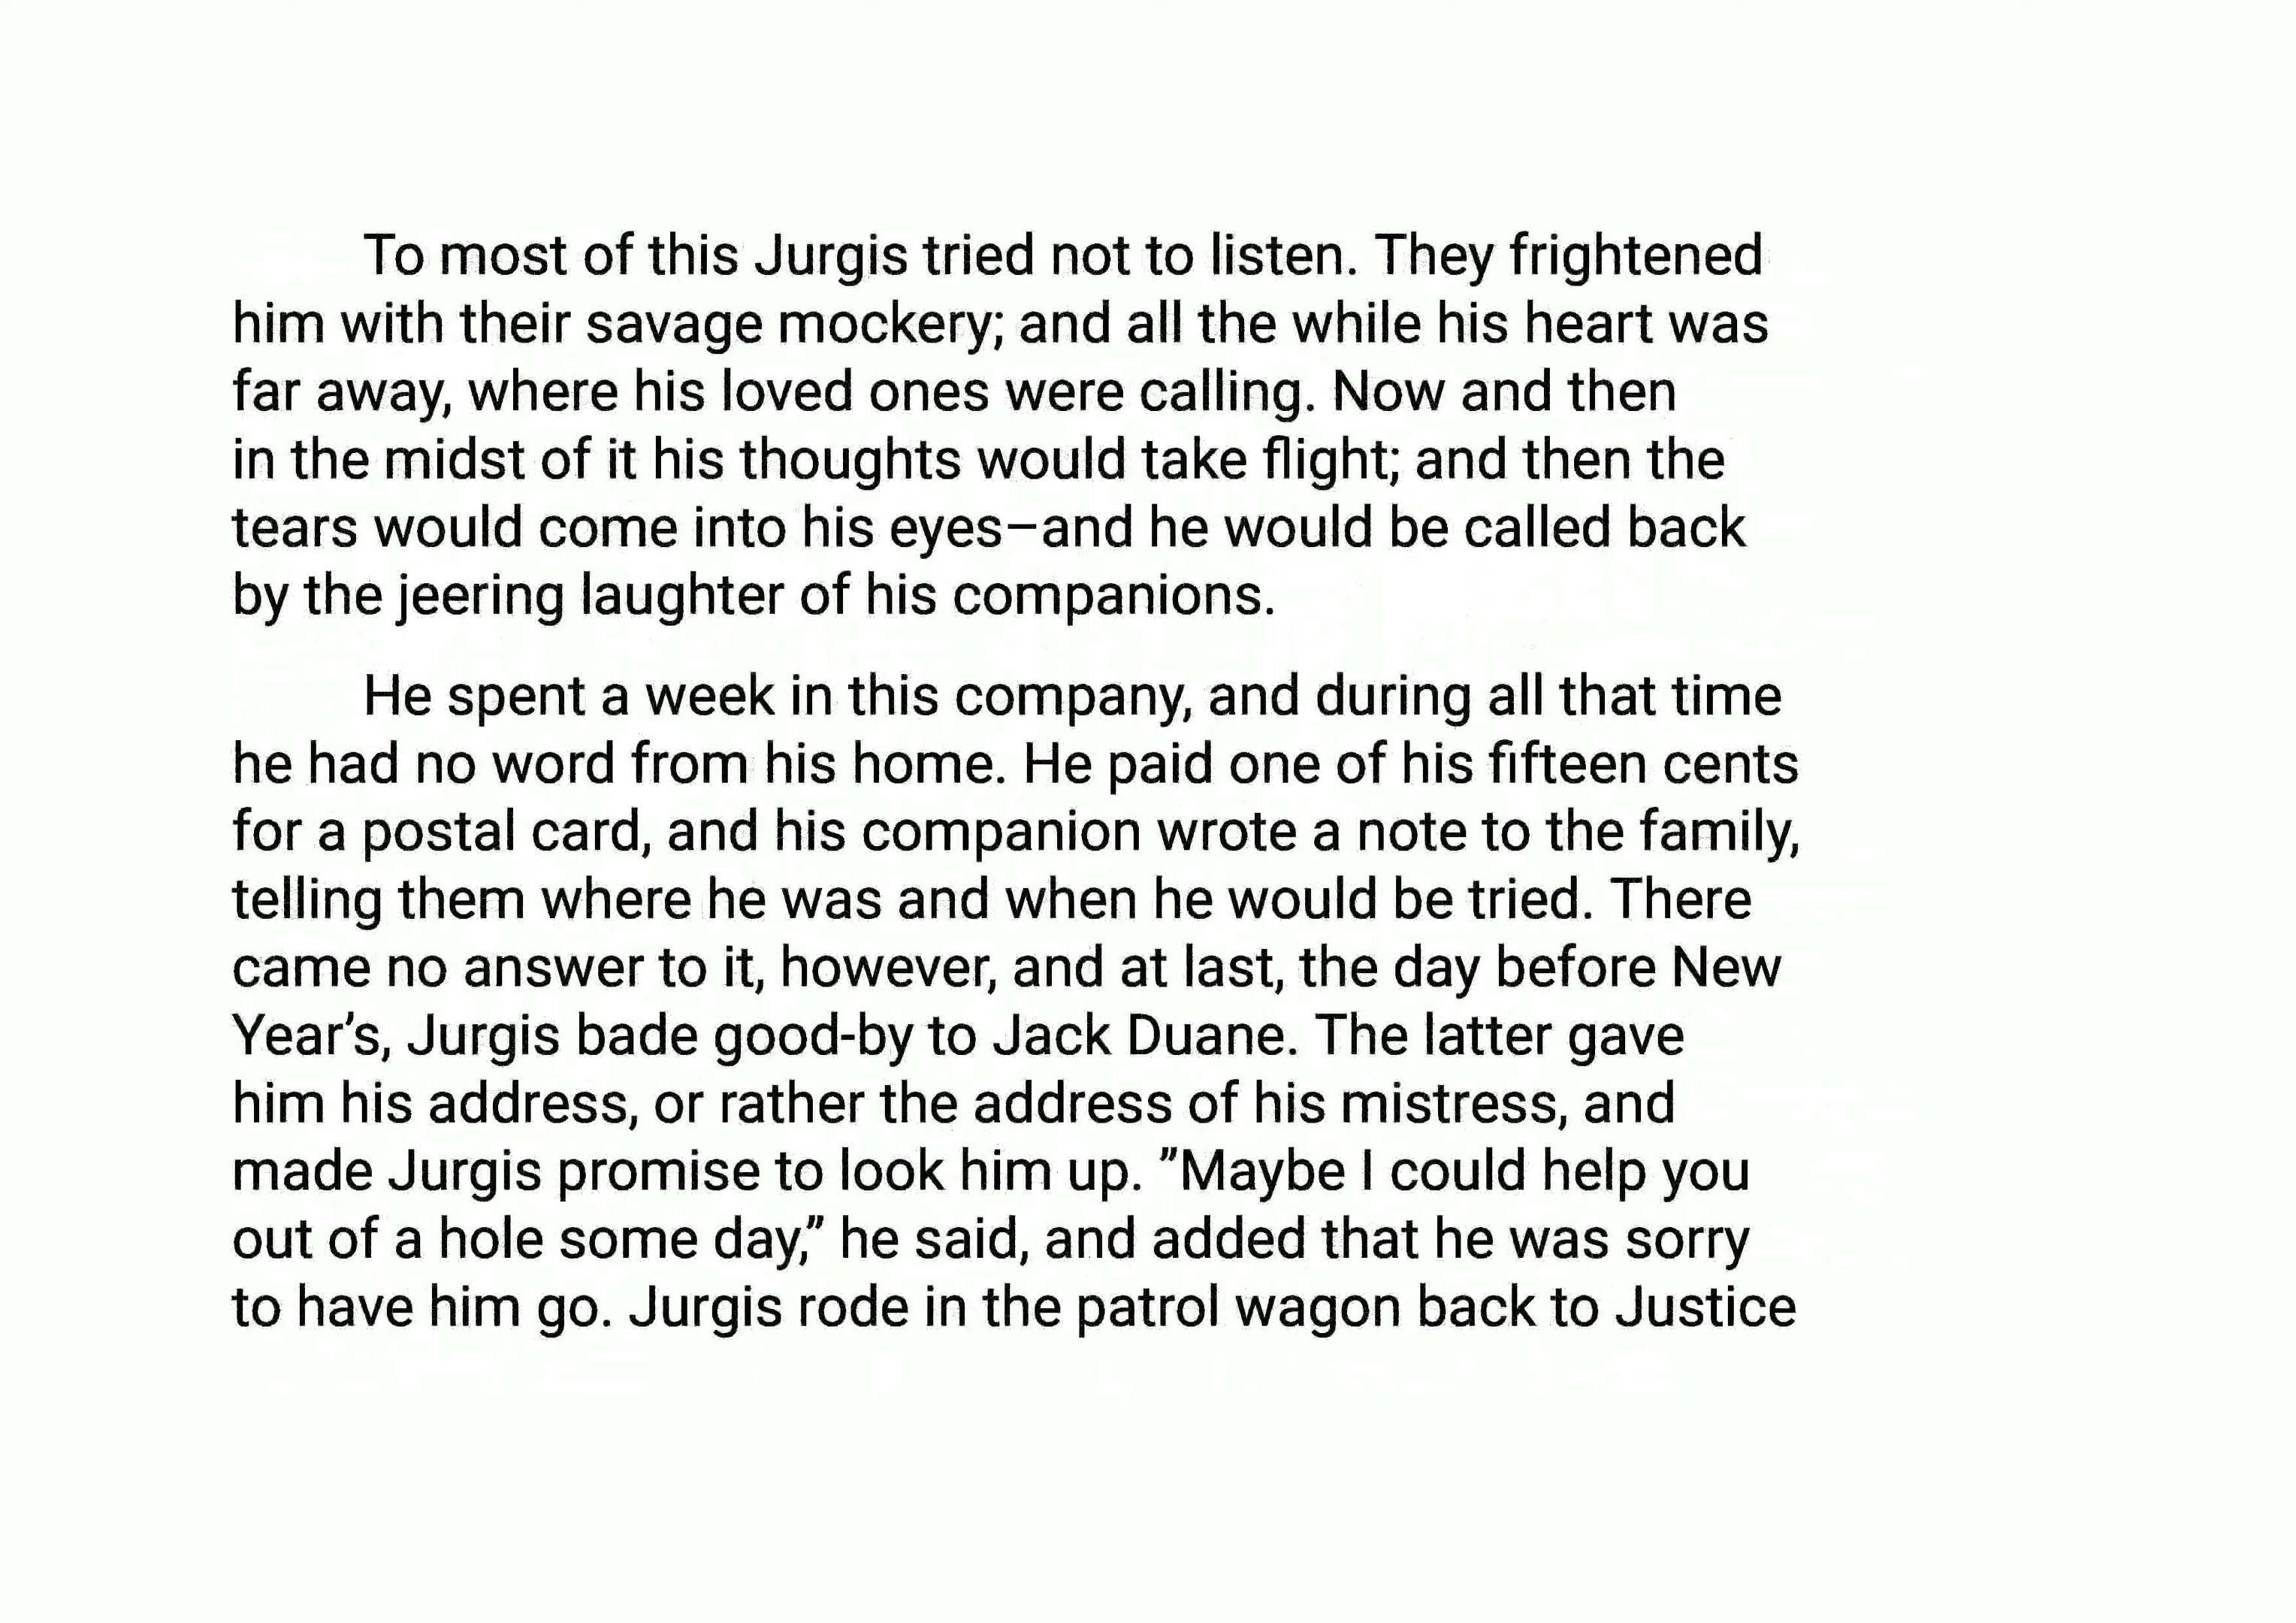 To most of this Jurgis tried not to listen. They frightened
him with their savage mockery; and all the while his heart was
far away, where his loved ones were calling. Now and then
in the midst of it his thoughts would take flight; and then the
tears would come into his eyes–and he would be called back
by the jeering laughter of his companions.
He spent a week in this company, and during all that time
he had no word from his home. He paid one of his fifteen cents
for a postal card, and his companion wrote a note to the family,
telling them where he was and when he would be tried. There
came no answer to it, however, and at last, the day before New
Year's, Jurgis bade good-by to Jack Duane. The latter gave
him his address, or rather the address of his mistress, and
made Jurgis promise to look him up. ”Maybe I could help you
out of a hole some day,” he said, and added that he was sorry
to have him go. Jurgis rode in the patrol wagon back to Justice